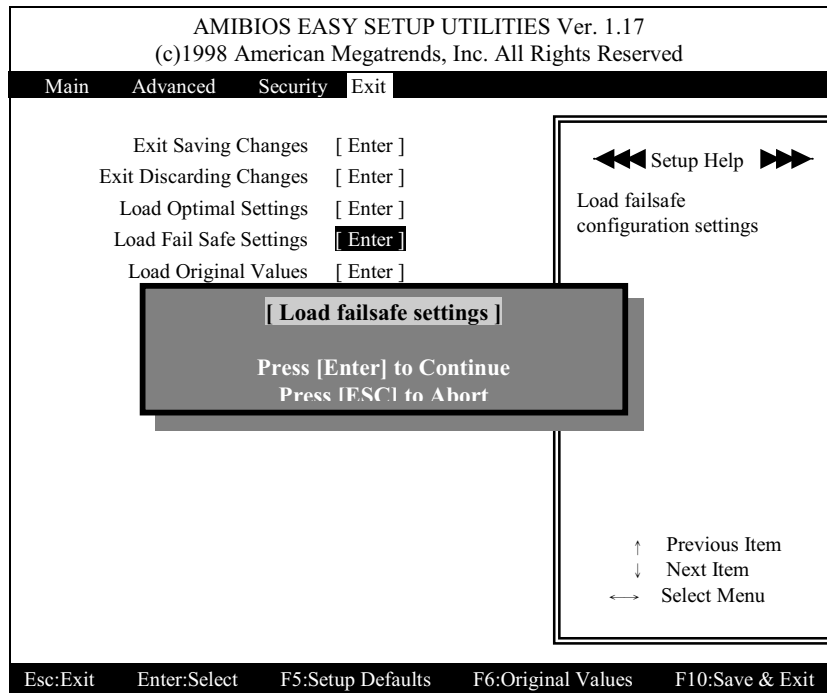 AMIBIOS EASY SETUP UTILITIES Ver. 1.17
(c)1998 American Megatrends, Inc. All Rights Reserved
Main Advanced Security Exit
Exit Saving Changes [ Enter ]
Exit Discarding Changes [ Enter ]
Load Optimal Settings [ Enter ]
Load Fail Safe Settings [ Enter ]
Load Original Values [ Enter ]
[ Load failsafe settings ]
Press [Enter] to Continue
Press [ESC] to Abort
Setup Help
Load failsafe
configuration settings
↑ Previous Item
↓ Next Item
←→ Select Menu
Esc:Exit Enter:Select F5:Setup Defaults F6:Original Values F10:Save & Exit